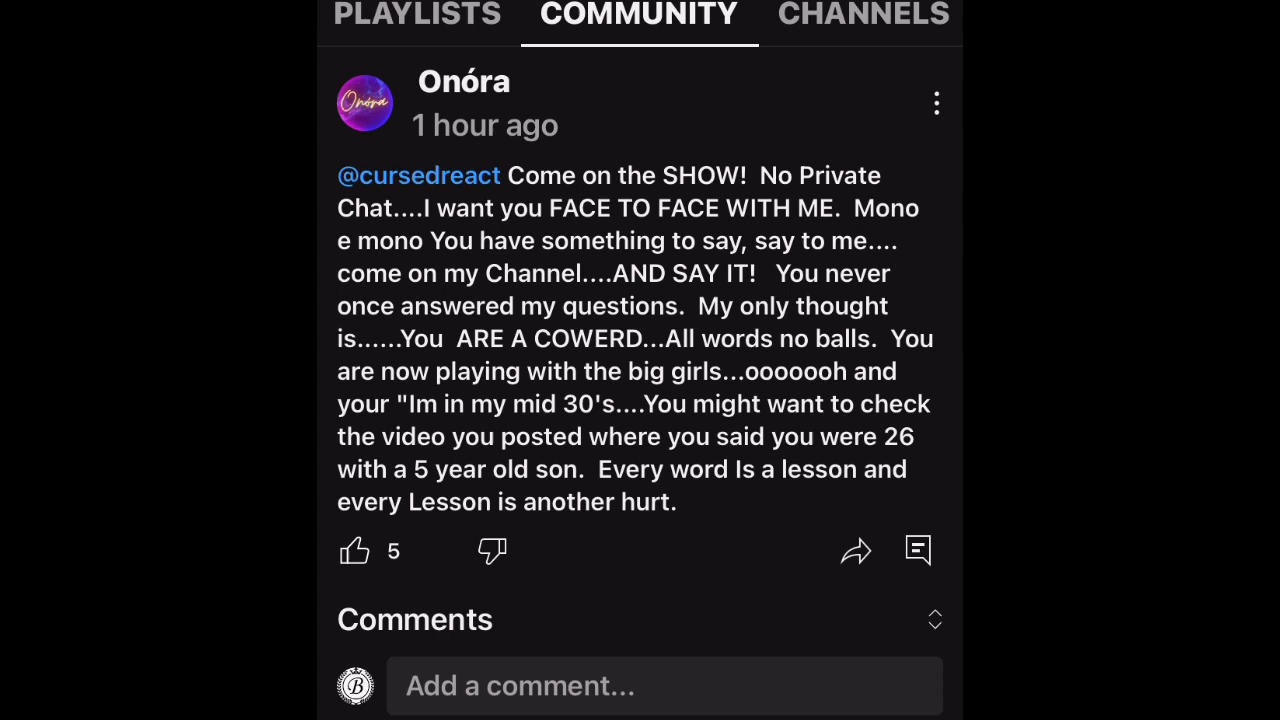 PLAYLISTS COMMUNITY CHANNELS
Onóra
Onóra
1 hour ago
@cursedreact Come on the SHOW!  No Private
Chat....I want you FACE TO FACE WITH ME.  Mono
e mono You have something to say, say to me....
come on my Channel....AND SAY IT!   You never
once answered my questions.  My only thought
is......You  ARE A COWERD...All words no balls.  You
are now playing with the big girls...ooooooh and
your "Im in my mid 30's....You might want to check
the video you posted where you said you were 26
with a 5 year old son.  Every word Is a lesson and
every Lesson is another hurt.
5
Comments
B
Add a comment...